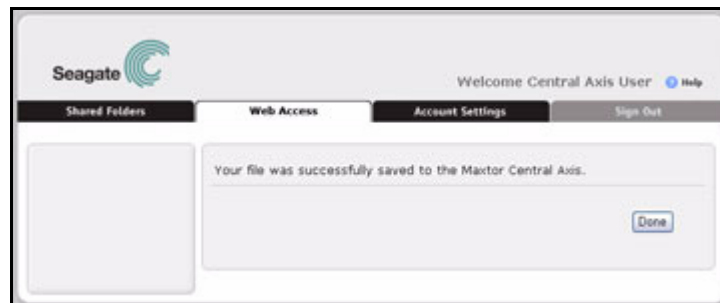 Seagate
Welcome Central Axis User Help
Shared Folders Web Access Account Settings Sign Out
Your file was successfully saved to the Maxtor Central Axis.
Done